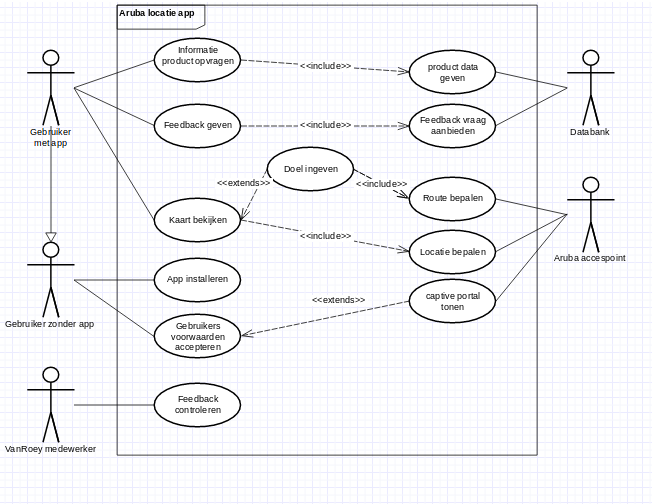 Aruba locatie app
Informatie
product opvragen
<<include>>
product data
geven
Gebruiker
met app
Feedback geven
<<include>>
Feedback vraag
aanbieden
Databank
Doel ingeven
<<extends>>
<<include>>
Route bepalen
Kaart bekijken
<<include>>
Locatie bepalen
Aruba accespoint
App installeren
captive portal
tonen
<<extends>>
Gebruiker zonder app
Gebruikers
voorwaarden
accepteren
Feedback
controleren
VanRoey medewerker